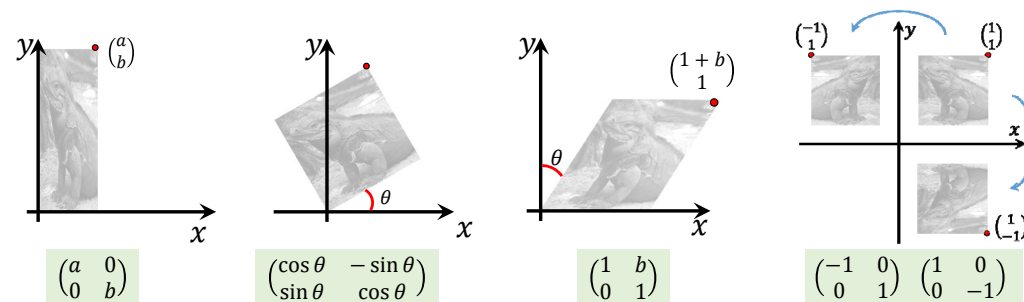 y
(a
b)
x
(a 0
0 b)
y
θ
x
(cos θ − sin θ
sin θ cos θ)
y
(1 + b
1)
θ
x
(1 b
0 1)
y
(−1
1)
(1
1)
x
(1
−1)
(−1 0
0 1)
(1 0
0 −1)